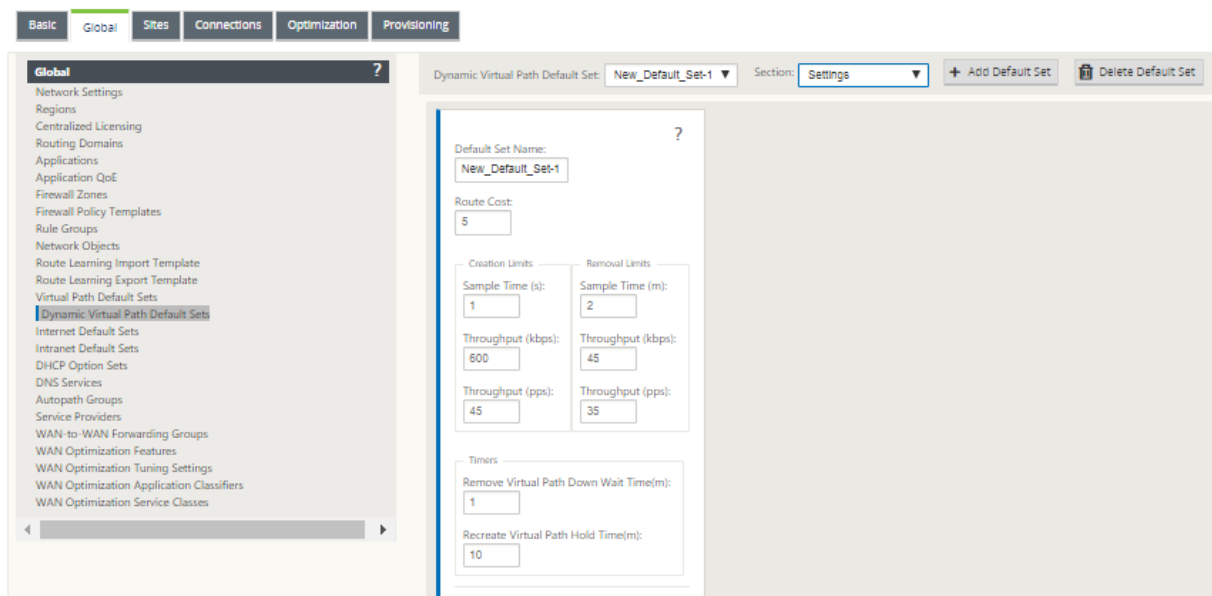 Basic Global Sites Connections Optimization Provisioning
Global ?
Network Settings
Regions
Centralized Licensing
Routing Domains
Applications
Application QoE
Firewall Zones
Firewall Policy Templates
Rule Groups
Network Objects
Route Learning Import Template
Route Learning Export Template
Virtual Path Default Sets
Dynamic Virtual Path Default Sets
Internet Default Sets
Intranet Default Sets
DHCP Option Sets
DNS Services
Autopath Groups
Service Providers
WAN-to-WAN Forwarding Groups
WAN Optimization Features
WAN Optimization Tuning Settings
WAN Optimization Application Classifiers
WAN Optimization Service Classes
Dynamic Virtual Path Default Set: New_Default_Set-1 Section: Settings + Add Default Set Delete Default Set
?
Default Set Name:
New_Default_Set-1
Route Cost:
5
Creation Limits Removal Limits
Sample Time (s): Sample Time (m):
1 2
Throughput (kbps): Throughput (kbps):
600 45
Throughput (pps): Throughput (pps):
45 35
Timers
Remove Virtual Path Down Wait Time(m):
1
Recreate Virtual Path Hold Time(m):
10